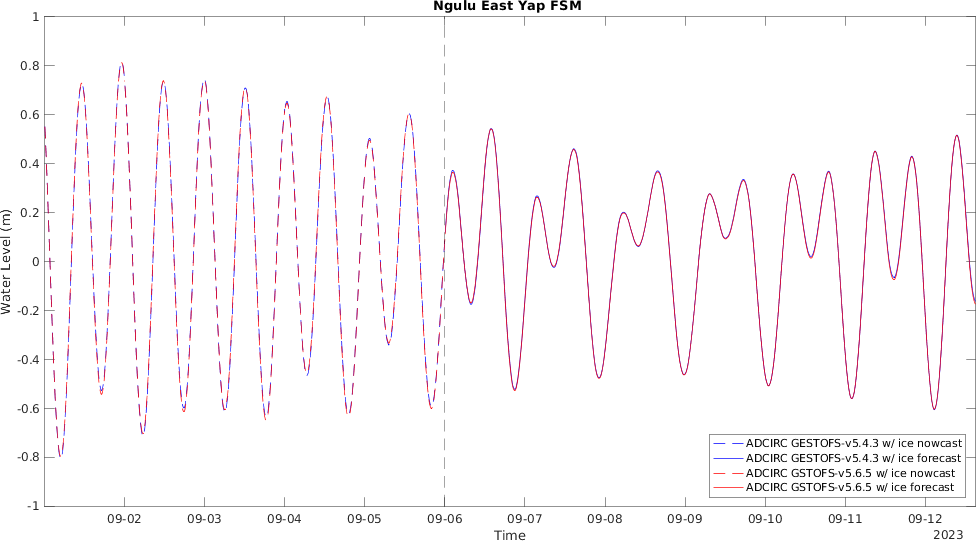 Ngulu East Yap FSM
1
0.8
0.6
0.4
0.2
0
-0.2
-0.4
-0.6
-0.8
-1
Water Level (m)
09-02 09-03 09-04 09-05 09-06 09-07 09-08 09-09 09-10 09-11 09-12
Time
2023
ADCIRC GESTOFS-v5.4.3 w/ ice nowcast
ADCIRC GESTOFS-v5.4.3 w/ ice forecast
ADCIRC GSTOFS-v5.6.5 w/ ice nowcast
ADCIRC GSTOFS-v5.6.5 w/ ice forecast